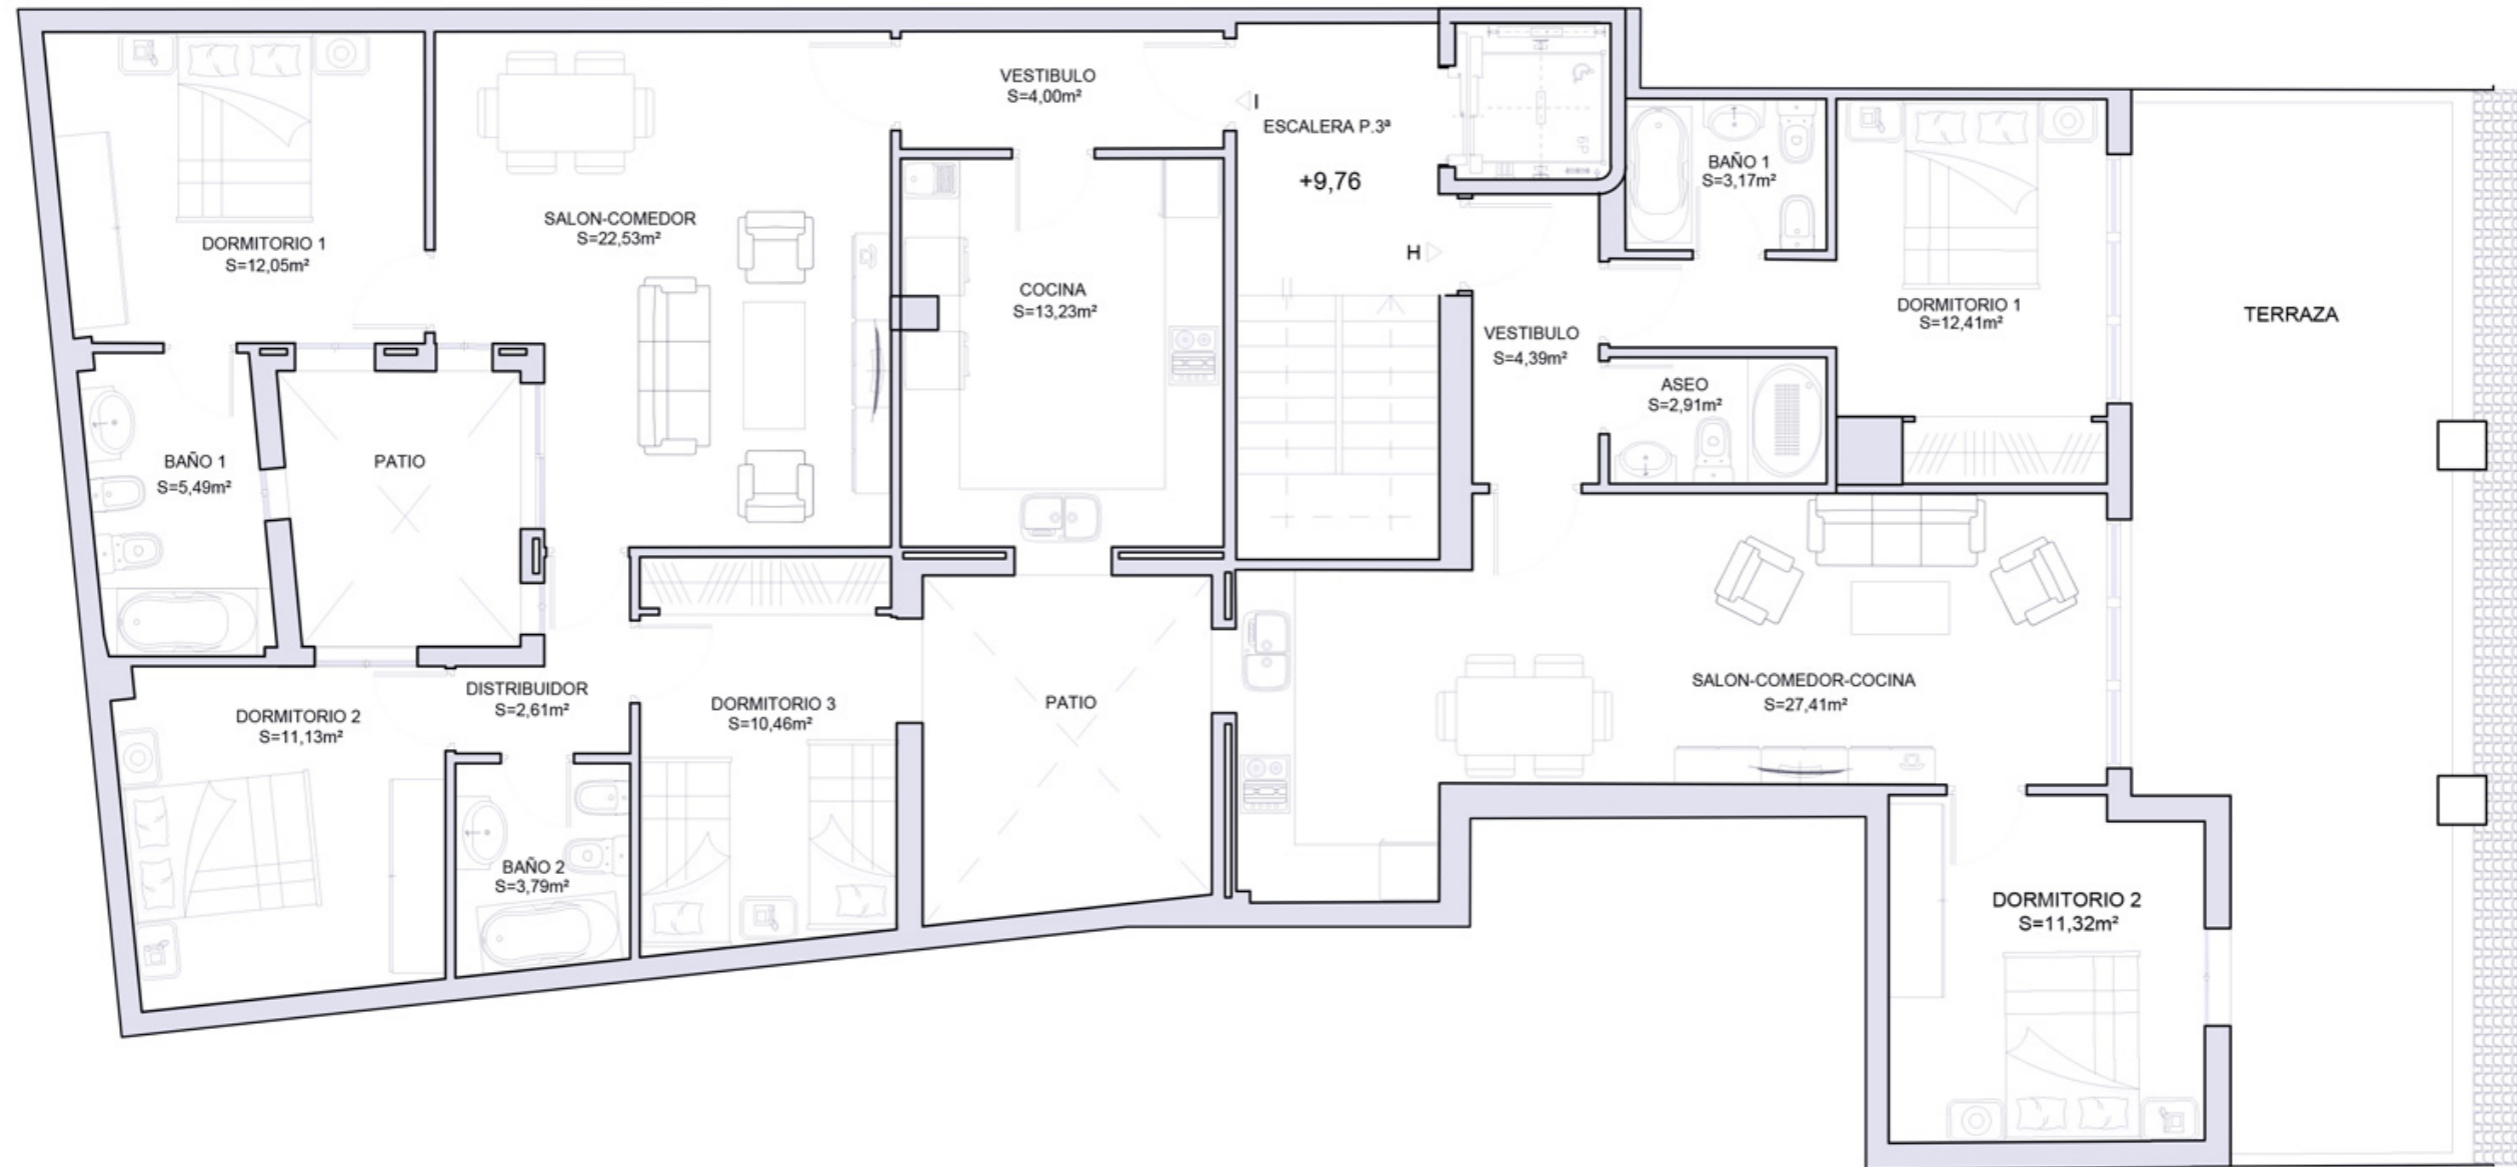 VESTIBULO
S=4,00m²
I
ESCALERA P.3ª
+9,76
BAÑO 1
S=3,17m²
SALON-COMEDOR
S=22,53m²
DORMITORIO 1
S=12,05m²
H
COCINA
S=13,23m²
DORMITORIO 1
S=12,41m²
TERRAZA
VESTIBULO
S=4,39m²
ASEO
S=2,91m²
BAÑO 1
S=5,49m²
PATIO
DISTRIBUIDOR
S=2,61m²
DORMITORIO 2
S=11,13m²
DORMITORIO 3
S=10,46m²
PATIO
SALON-COMEDOR-COCINA
S=27,41m²
BAÑO 2
S=3,79m²
DORMITORIO 2
S=11,32m²